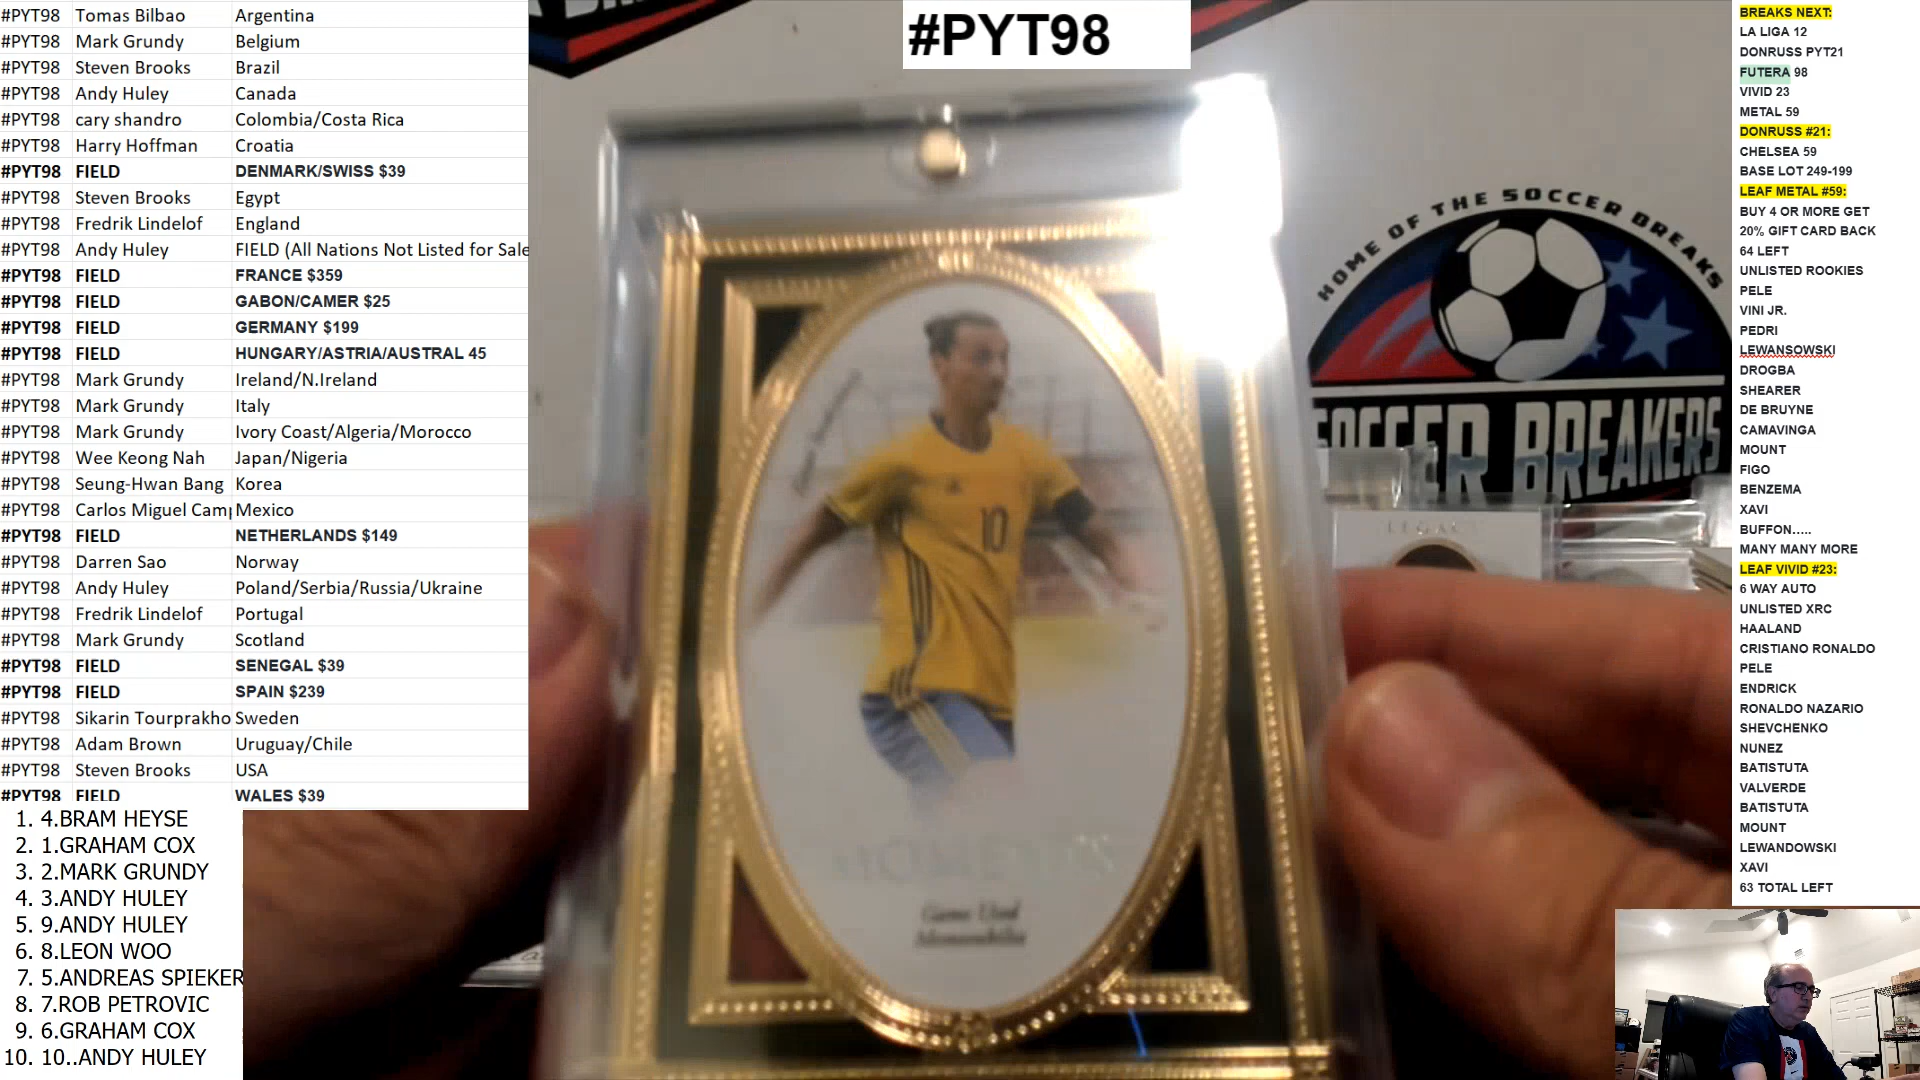 #PYT98 Tomas Bilbao Argentina
#PYT98 Mark Grundy Belgium
#PYT98 Steven Brooks Brazil
#PYT98 Andy Huley Canada
#PYT98 cary shandro Colombia/Costa Rica
#PYT98 Harry Hoffman Croatia
#PYT98 FIELD DENMARK/SWISS $39
#PYT98 Steven Brooks Egypt
#PYT98 Fredrik Lindelof England
#PYT98 Andy Huley FIELD (All Nations Not Listed for Sale
#PYT98 FIELD FRANCE $359
#PYT98 FIELD GABON/CAMER $25
#PYT98 FIELD GERMANY $199
#PYT98 FIELD HUNGARY/ASTRIA/AUSTRAL 45
#PYT98 Mark Grundy Ireland/N.Ireland
#PYT98 Mark Grundy Italy
#PYT98 Mark Grundy Ivory Coast/Algeria/Morocco
#PYT98 Wee Keong Nah Japan/Nigeria
#PYT98 Seung-Hwan Bang Korea
#PYT98 Carlos Miguel Camp Mexico
#PYT98 FIELD NETHERLANDS $149
#PYT98 Darren Sao Norway
#PYT98 Andy Huley Poland/Serbia/Russia/Ukraine
#PYT98 Fredrik Lindelof Portugal
#PYT98 Mark Grundy Scotland
#PYT98 FIELD SENEGAL $39
#PYT98 FIELD SPAIN $239
#PYT98 Sikarin Tourprakho Sweden
#PYT98 Adam Brown Uruguay/Chile
#PYT98 Steven Brooks USA
#PYT98 FIELD WALES $39
1. 4.BRAM HEYSE
2. 1.GRAHAM COX
3. 2.MARK GRUNDY
4. 3.ANDY HULEY
5. 9.ANDY HULEY
6. 8.LEON WOO
7. 5.ANDREAS SPIEKER
8. 7.ROB PETROVIC
9. 6.GRAHAM COX
10. 10..ANDY HULEY
#PYT98
HOME OF THE SOCCER BREAKS
SOCCER BREAKERS
LEGACY
10
Game Used
Memorabilia
BREAKS NEXT:
LA LIGA 12
DONRUSS PYT21
FUTERA 98
VIVID 23
METAL 59
DONRUSS #21:
CHELSEA 59
BASE LOT 249-199
LEAF METAL #59:
BUY 4 OR MORE GET
20% GIFT CARD BACK
64 LEFT
UNLISTED ROOKIES
PELE
VINI JR.
PEDRI
LEWANSOWSKI
DROGBA
SHEARER
DE BRUYNE
CAMAVINGA
MOUNT
FIGO
BENZEMA
XAVI
BUFFON.....
MANY MANY MORE
LEAF VIVID #23:
6 WAY AUTO
UNLISTED XRC
HAALAND
CRISTIANO RONALDO
PELE
ENDRICK
RONALDO NAZARIO
SHEVCHENKO
NUNEZ
BATISTUTA
VALVERDE
BATISTUTA
MOUNT
LEWANDOWSKI
XAVI
63 TOTAL LEFT